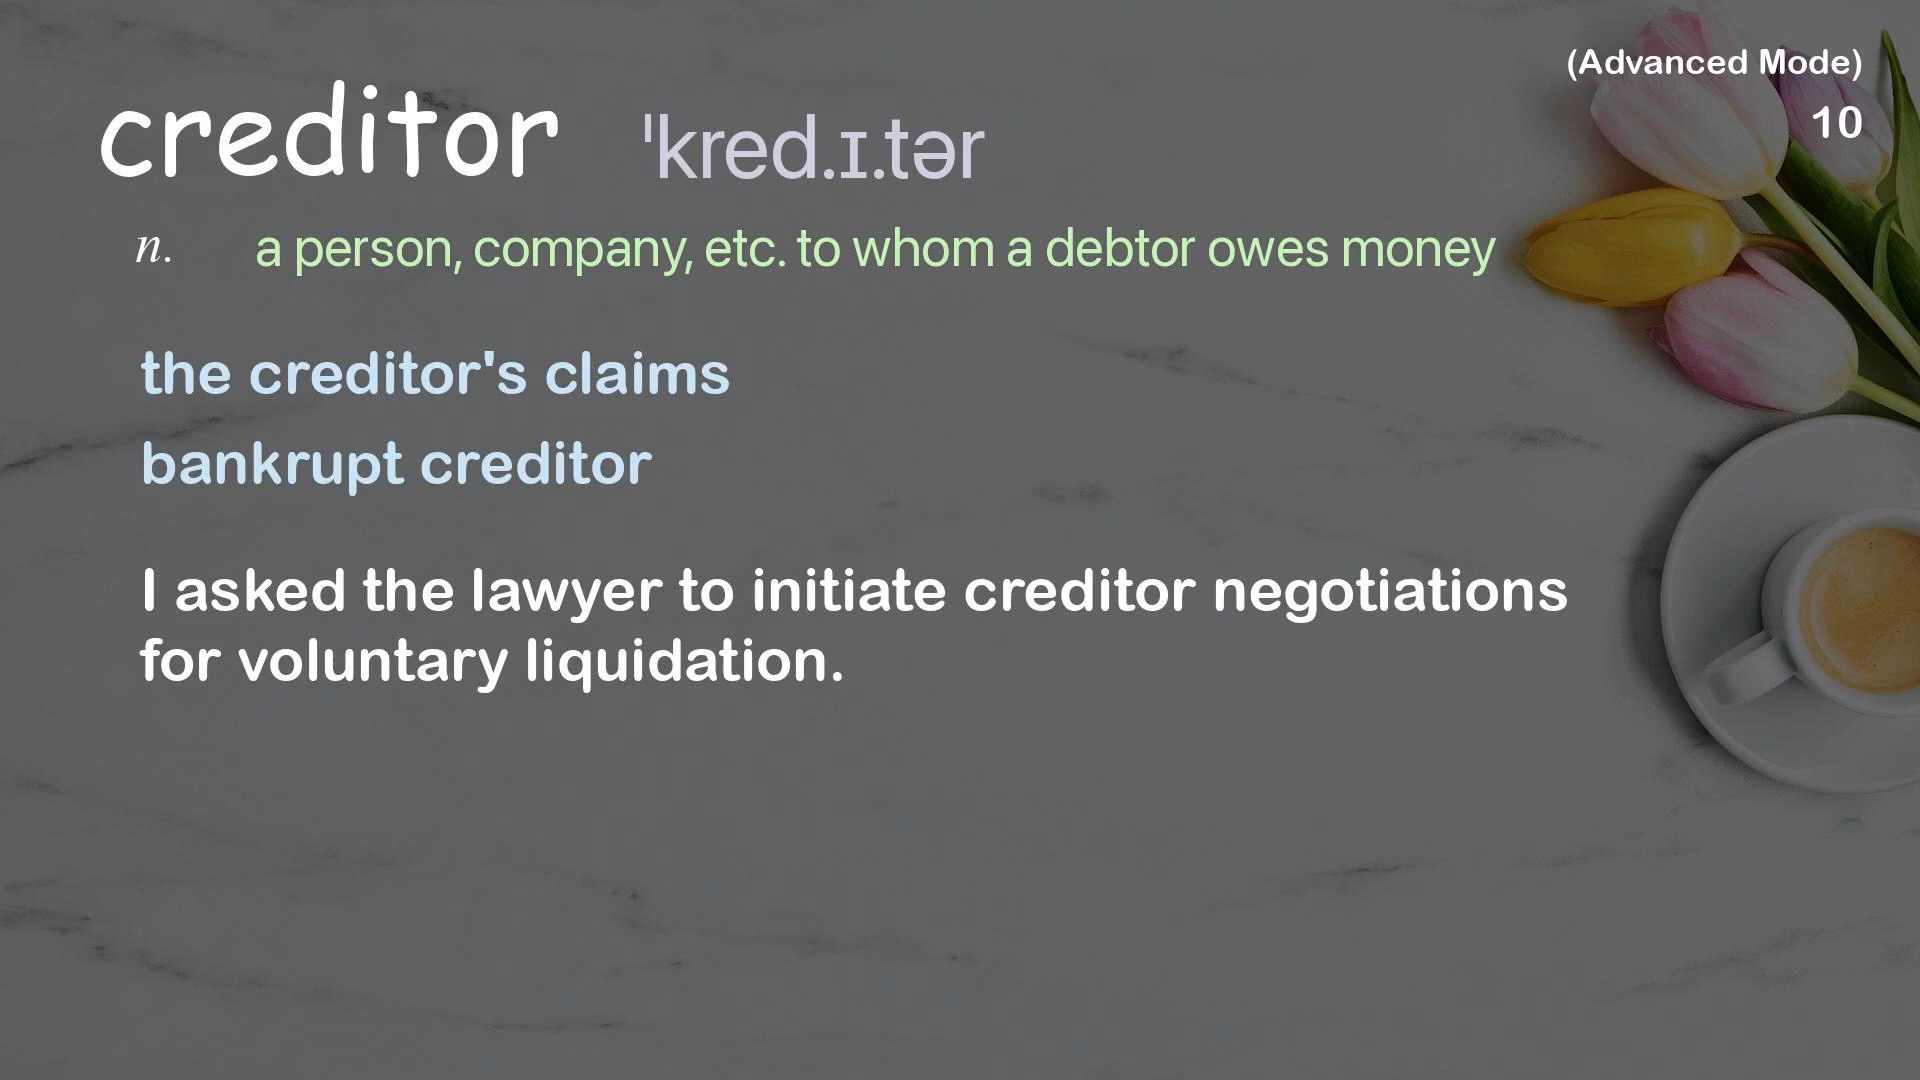 (Advanced Mode)
10
creditor ˈkred.ɪ.tər
n. a person, company, etc. to whom a debtor owes money
the creditor's claims
bankrupt creditor
I asked the lawyer to initiate creditor negotiations
for voluntary liquidation.